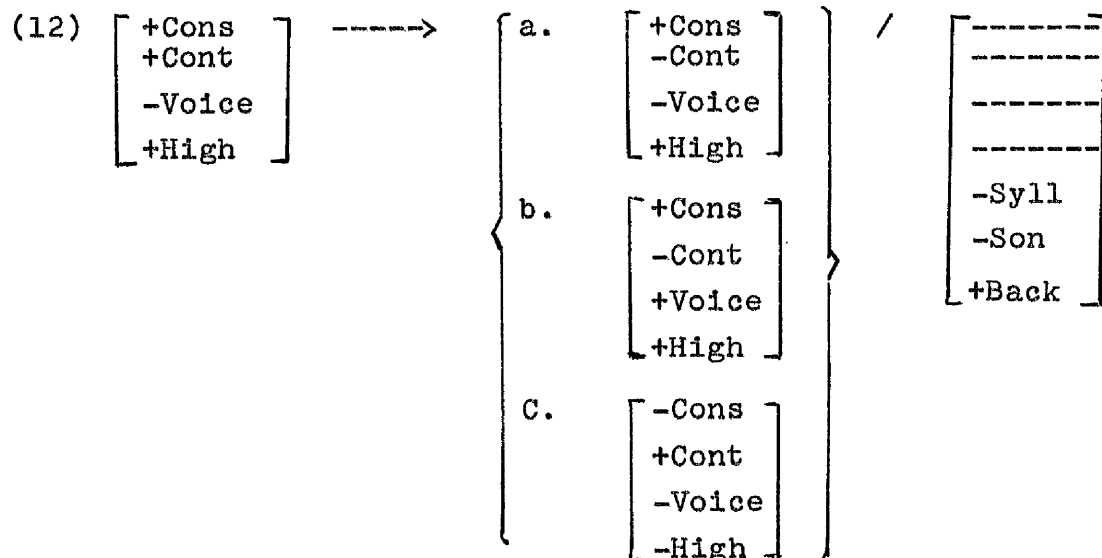 (12) [ +Cons ----> { a. [ +Cons } / [ -------
+Cont -Cont -------
-Voice -Voice -------
+High ] +High ] -------
-Syll
b. [ +Cons
-Son
-Cont
+Back ]
+Voice
+High ]
C. [ -Cons
+Cont
-Voice
-High